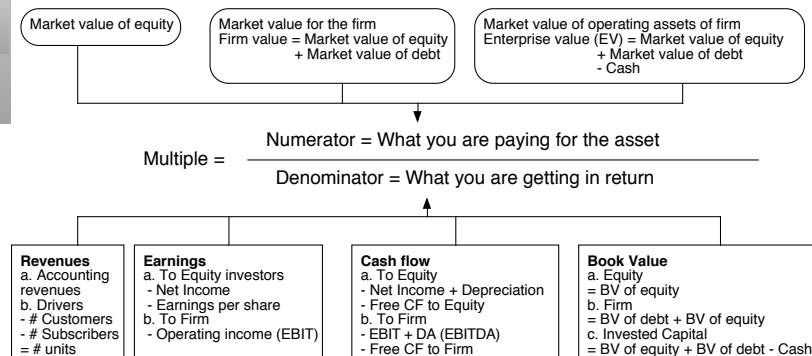 Market value of equity
Market value for the firm
Firm value = Market value of equity
+ Market value of debt
Market value of operating assets of firm
Enterprise value (EV) = Market value of equity
+ Market value of debt
- Cash
Multiple =
Numerator = What you are paying for the asset
Denominator = What you are getting in return
Revenues
a. Accounting
revenues
b. Drivers
- # Customers
- # Subscribers
= # units
Earnings
a. To Equity investors
- Net Income
- Earnings per share
b. To Firm
- Operating income (EBIT)
Cash flow
a. To Equity
- Net Income + Depreciation
- Free CF to Equity
b. To Firm
- EBIT + DA (EBITDA)
- Free CF to Firm
Book Value
a. Equity
= BV of equity
b. Firm
= BV of debt + BV of equity
c. Invested Capital
= BV of equity + BV of debt - Cash